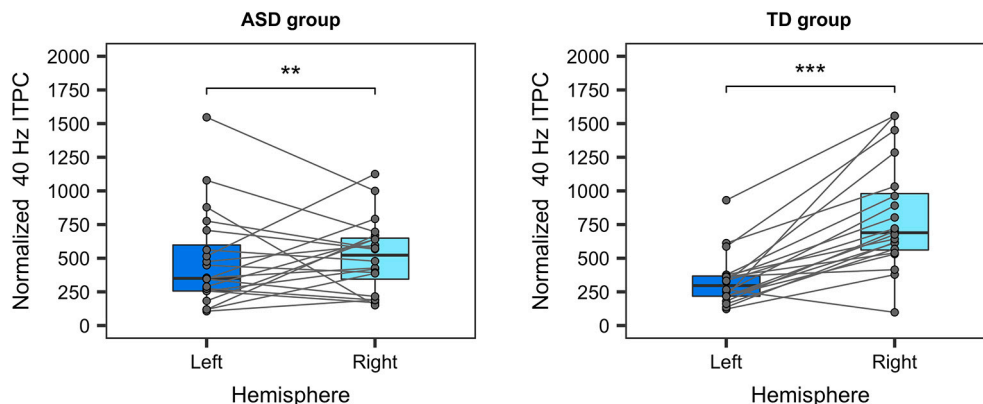 ASD group
Normalized 40 Hz ITPC
2000
1750
1500
1250
1000
750
500
250
0
**
Left
Right
Hemisphere
TD group
Normalized 40 Hz ITPC
2000
1750
1500
1250
1000
750
500
250
0
***
Left
Right
Hemisphere